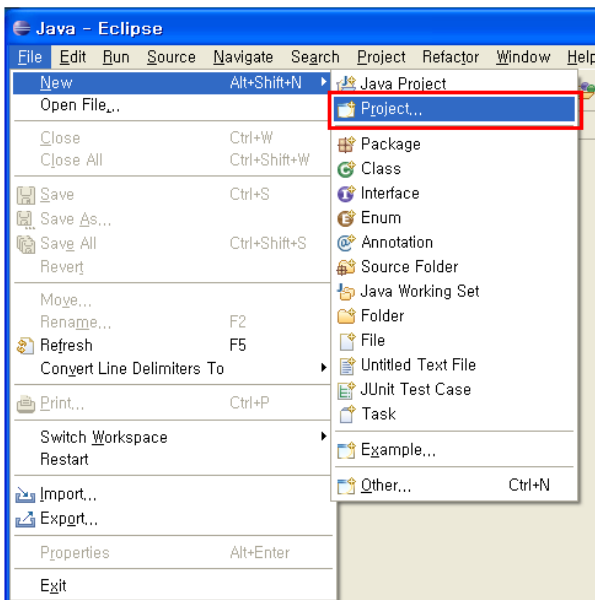 Java - Eclipse
File Edit Run Source Navigate Search Project Refactor Window Help
New Alt+Shift+N
Open File...
Close Ctrl+W
Close All Ctrl+Shift+W
Save Ctrl+S
Save As...
Save All Ctrl+Shift+S
Revert
Move...
Rename... F2
Refresh F5
Convert Line Delimiters To
Print... Ctrl+P
Switch Workspace
Restart
Import...
Export...
Properties Alt+Enter
Exit
Java Project
Project...
Package
Class
Interface
Enum
Annotation
Source Folder
Java Working Set
Folder
File
Untitled Text File
JUnit Test Case
Task
Example...
Other... Ctrl+N